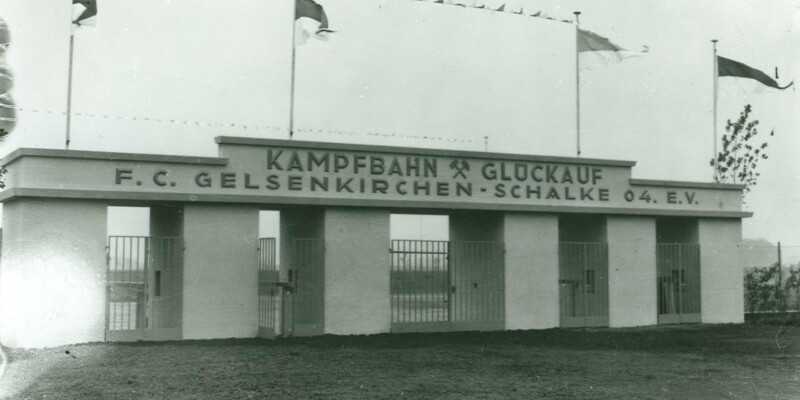 KAMPFBAHN ⚒ GLÜCKAUF
F.C. GELSENKIRCHEN-SCHALKE 04. E.V.